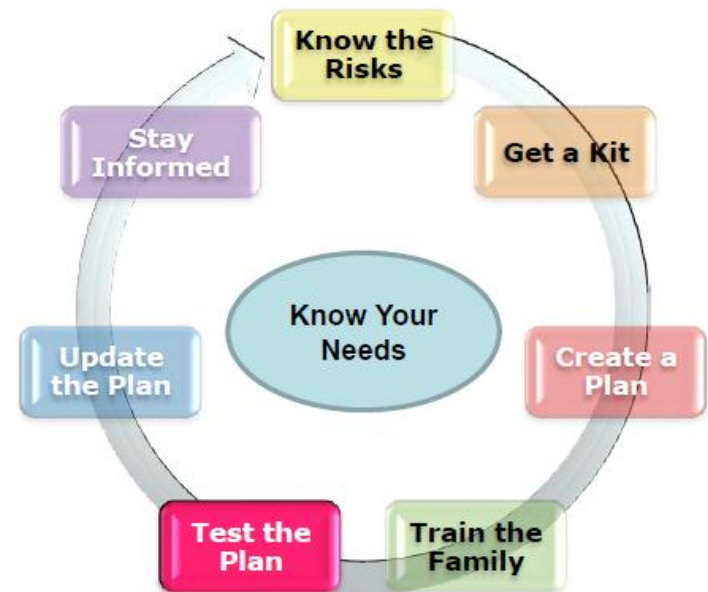 Know the
Risks
Get a Kit
Create a
Plan
Train the
Family
Test the
Plan
Update
the Plan
Stay
Informed
Know Your
Needs